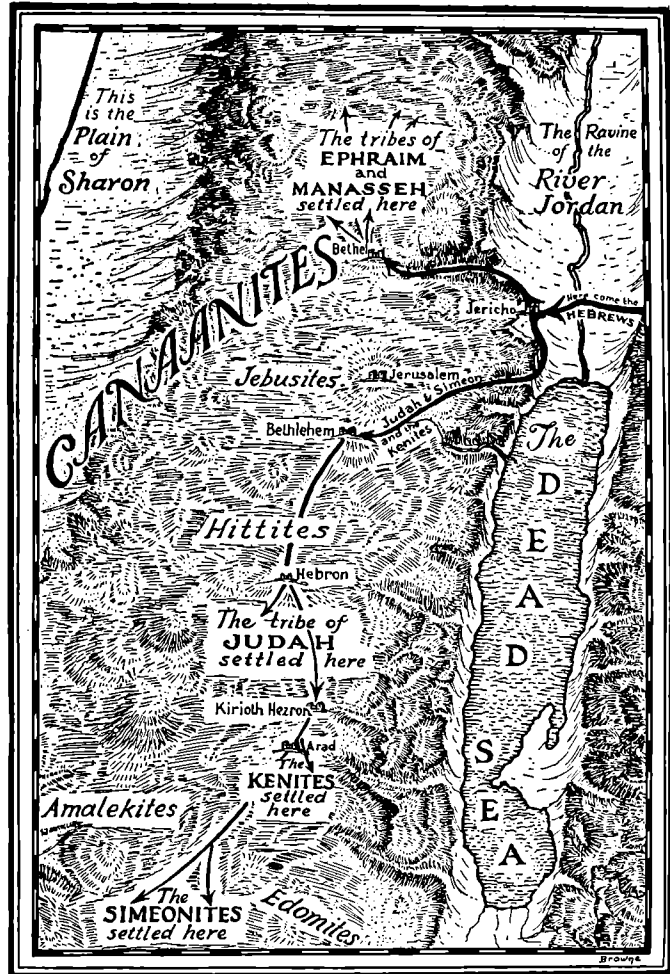 This
is the
Plain
of
Sharon
The tribes of
EPHRAIM
and
MANASSEH
settled here
The Ravine
of the
River
Jordan
Bethel
CANAANITES
Jericho
Here come the
HEBREWS
Jebusites
Jerusalem
Judah & Simeon
and the
Kenites
Bethlehem
The
DEAD
SEA
Hittites
Hebron
The tribe of
JUDAH
settled here
Kirioth Hezron
Arad
The
KENITES
settled
here
Amalekites
The
SIMEONITES
settled here
Edomiles
Browne